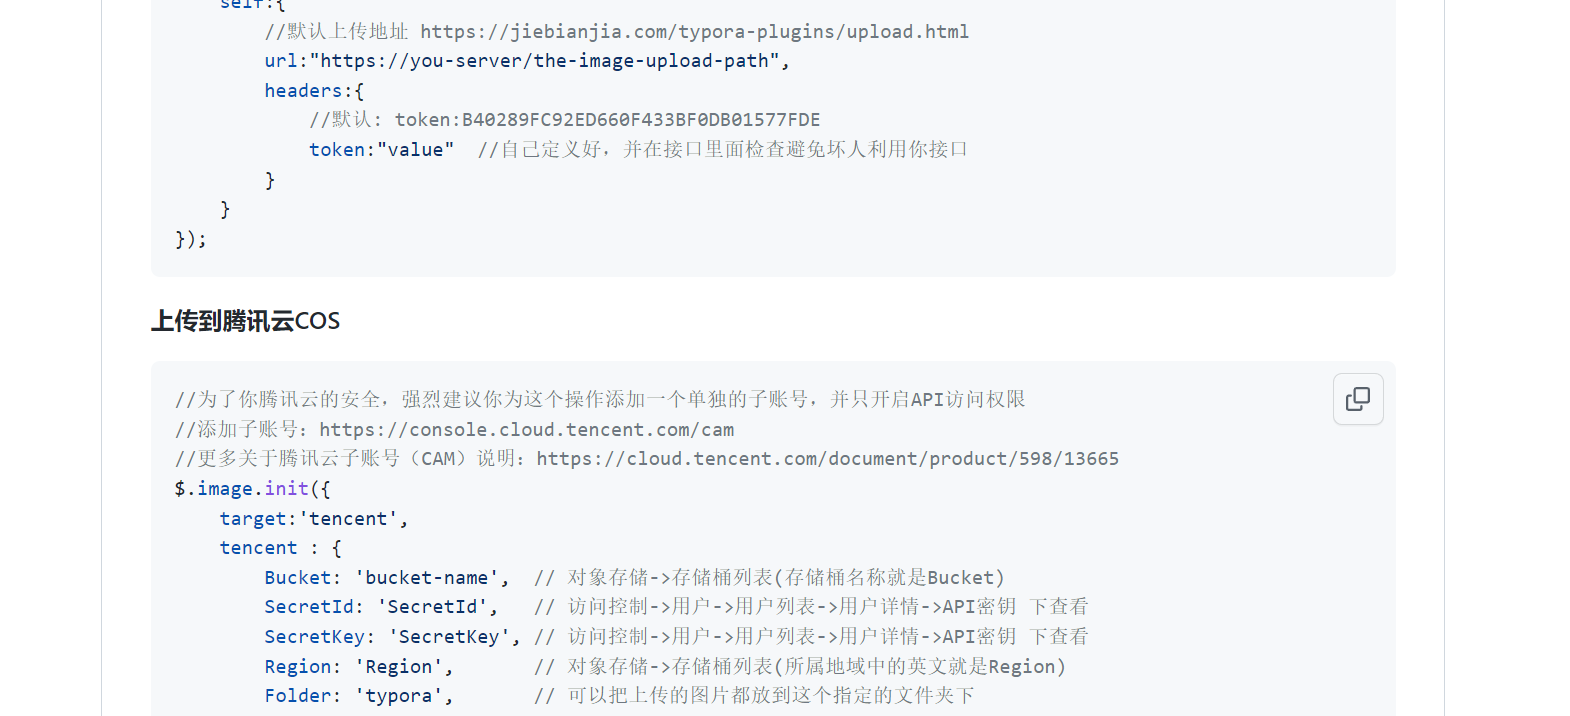 self:{
//默认上传地址 https://jiebianjia.com/typora-plugins/upload.html
url:"https://you-server/the-image-upload-path",
headers:{
//默认: token:B40289FC92ED660F433BF0DB01577FDE
token:"value"  //自己定义好，并在接口里面检查避免坏人利用你接口
}
}
});
上传到腾讯云COS
//为了你腾讯云的安全，强烈建议你为这个操作添加一个单独的子账号，并只开启API访问权限
//添加子账号：https://console.cloud.tencent.com/cam
//更多关于腾讯云子账号（CAM）说明：https://cloud.tencent.com/document/product/598/13665
$.image.init({
target:'tencent',
tencent : {
Bucket: 'bucket-name',  // 对象存储->存储桶列表(存储桶名称就是Bucket)
SecretId: 'SecretId',   // 访问控制->用户->用户列表->用户详情->API密钥 下查看
SecretKey: 'SecretKey', // 访问控制->用户->用户列表->用户详情->API密钥 下查看
Region: 'Region',       // 对象存储->存储桶列表(所属地域中的英文就是Region)
Folder: 'typora',       // 可以把上传的图片都放到这个指定的文件夹下